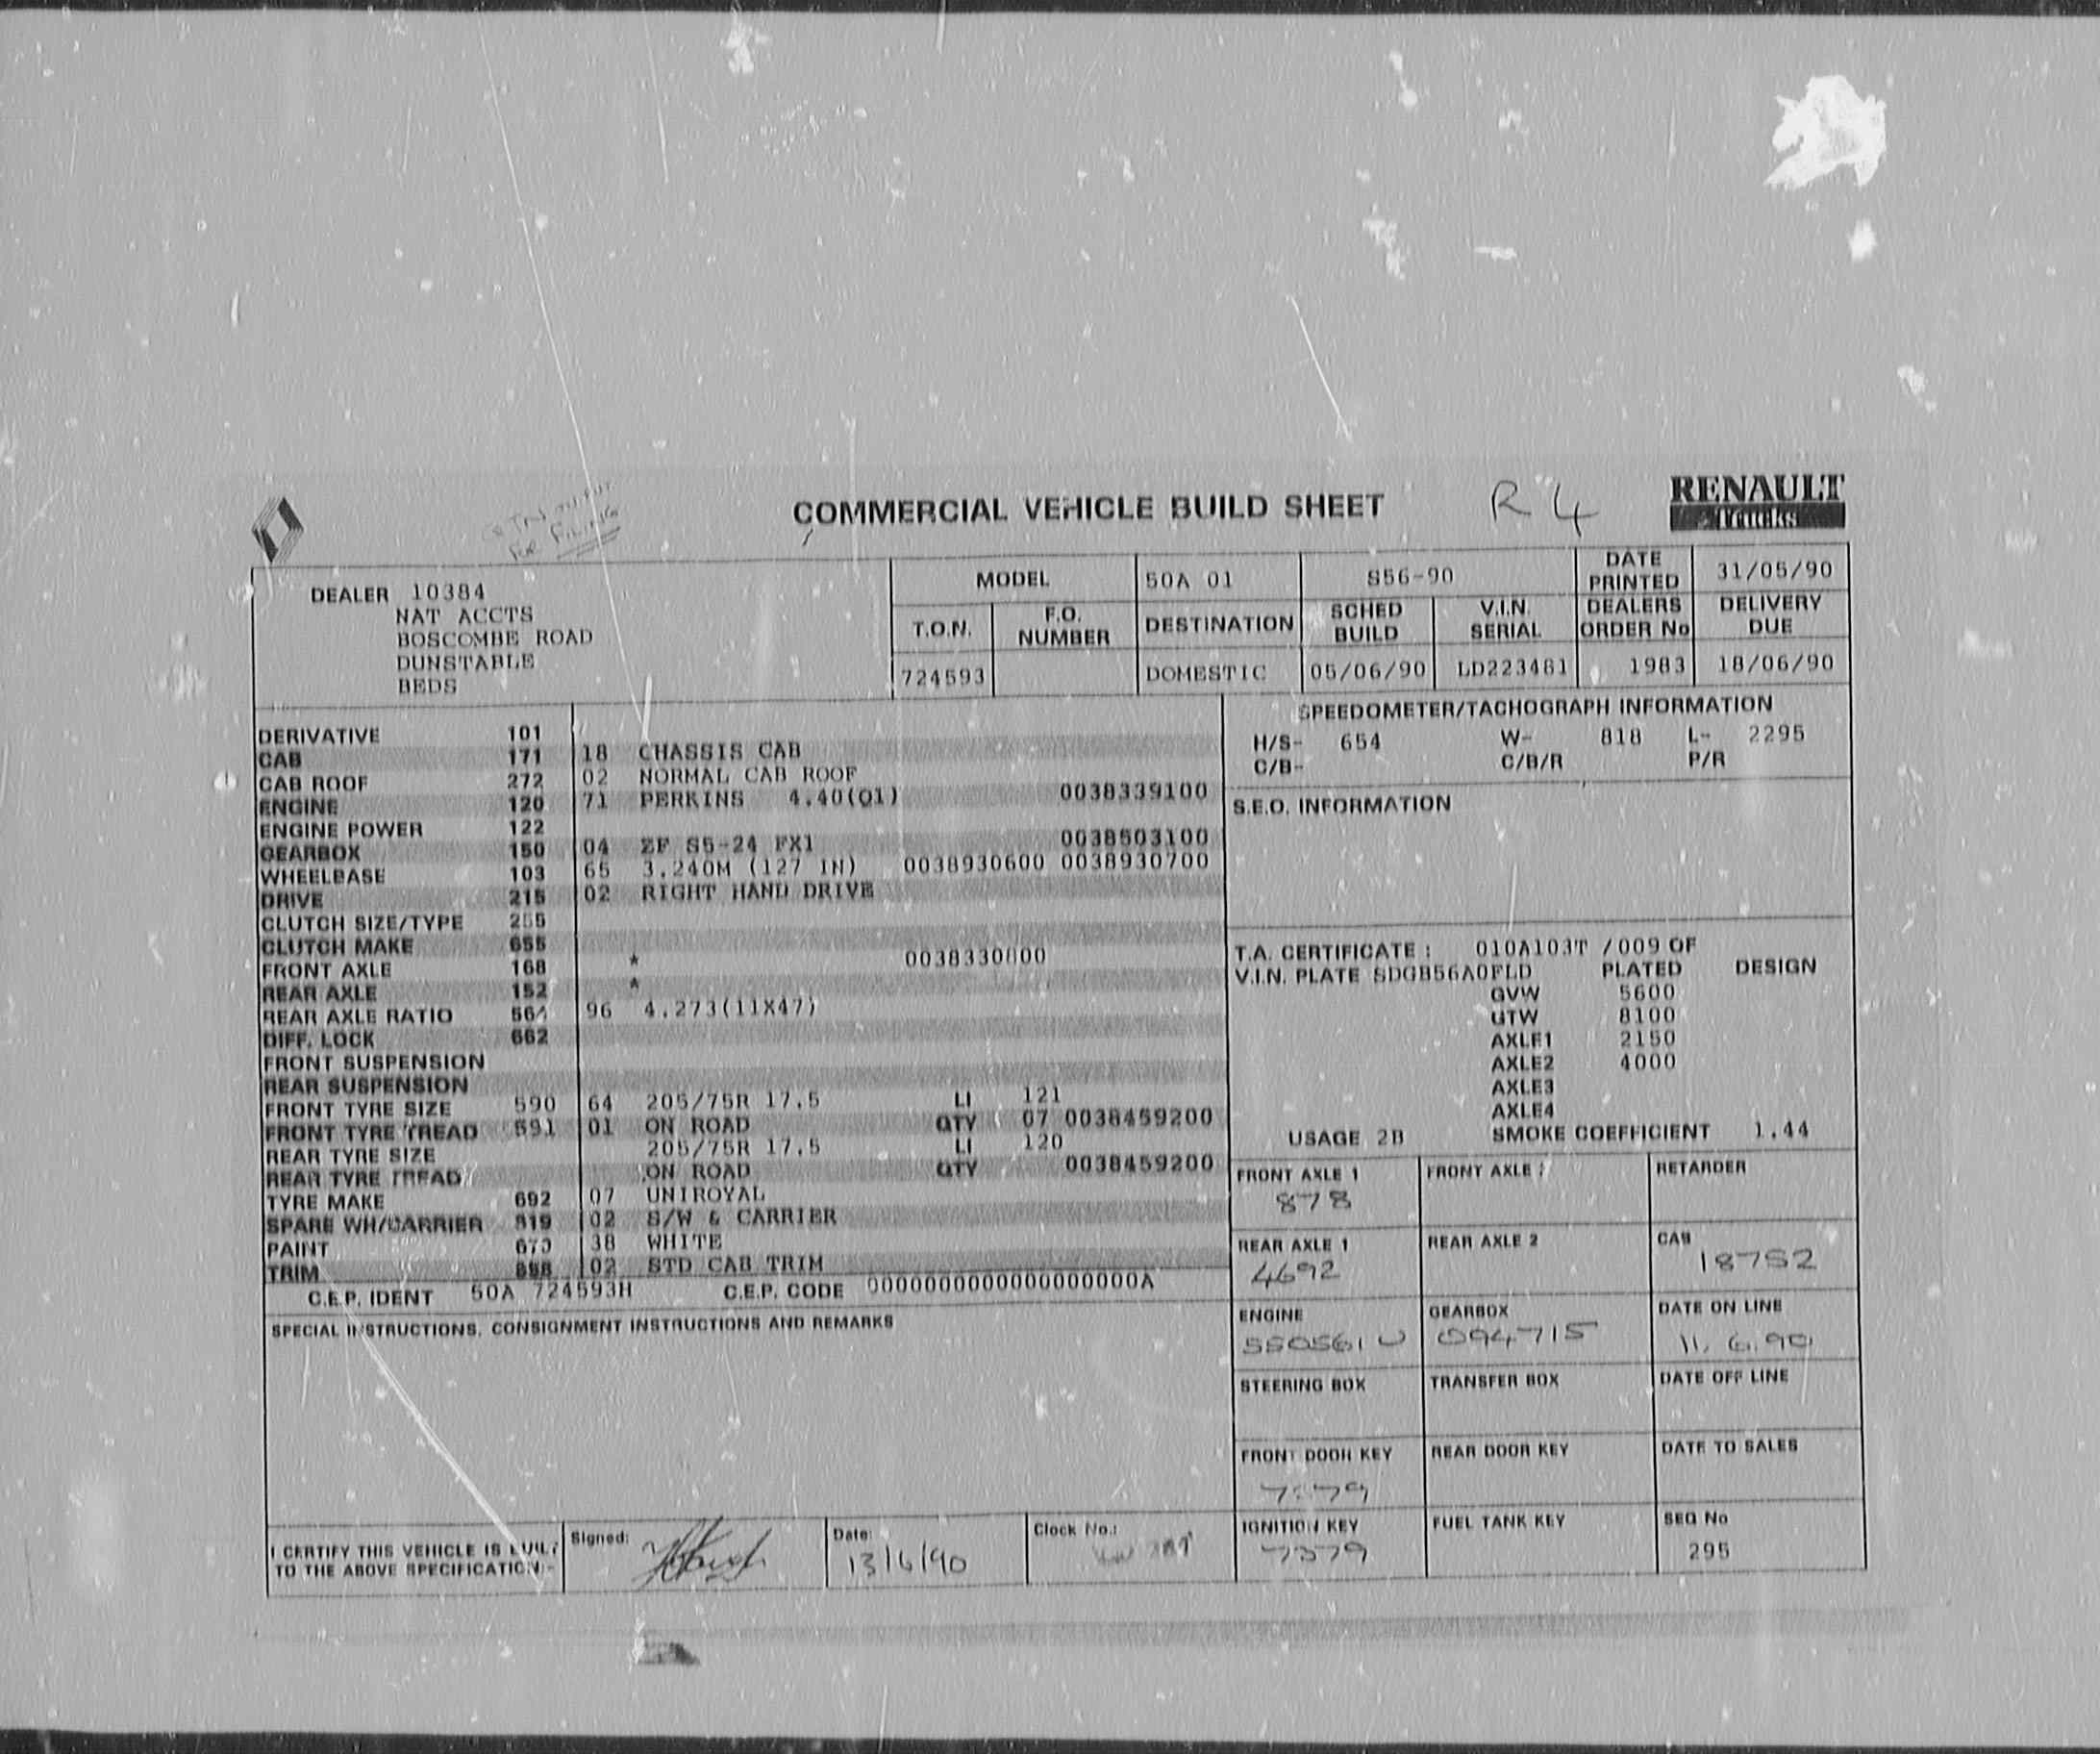 COMMERCIAL VEHICLE BUILD SHEET R4 RENAULT Trucks
FOR FILING
DEALER 10384
NAT ACCTS
BOSCOMBE ROAD
DUNSTABLE
BEDS
MODEL 50A 01 S56-90 DATE PRINTED 31/05/90
T.O.N. F.O. NUMBER DESTINATION SCHED BUILD V.I.N. SERIAL DEALERS ORDER No DELIVERY DUE
724593 DOMESTIC 05/06/90 LD223481 1983 18/06/90
DERIVATIVE 101
CAB 171 18 CHASSIS CAB
CAB ROOF 272 02 NORMAL CAB ROOF
ENGINE 120 71 PERKINS 4.40(Q1) 0038339100
ENGINE POWER 122
GEARBOX 150 04 ZF S5-24 FX1 0038503100
WHEELBASE 103 65 3.240M (127 IN) 0038930600 0038930700
DRIVE 215 02 RIGHT HAND DRIVE
CLUTCH SIZE/TYPE 255
CLUTCH MAKE 655
FRONT AXLE 168 * 0038330800
REAR AXLE 152 *
REAR AXLE RATIO 564 96 4.273(11X47)
DIFF. LOCK 662
FRONT SUSPENSION
REAR SUSPENSION
FRONT TYRE SIZE 590 64 205/75R 17.5 LI 121
FRONT TYRE TREAD 591 01 ON ROAD QTY 07 0038459200
REAR TYRE SIZE 205/75R 17.5 LI 120
REAR TYRE TREAD ON ROAD QTY 0038459200
TYRE MAKE 692 07 UNIROYAL
SPARE WH/CARRIER 819 02 S/W & CARRIER
PAINT 38 WHITE
TRIM 02 STD CAB TRIM
C.E.P. IDENT 50A 724593H C.E.P. CODE 0000000000000000000A
SPECIAL INSTRUCTIONS, CONSIGNMENT INSTRUCTIONS AND REMARKS
SPEEDOMETER/TACHOGRAPH INFORMATION
H/S- 654 W- 818 L- 2295
C/B- C/B/R P/R
S.E.O. INFORMATION
T.A. CERTIFICATE : 010A103T /009 OF
V.I.N. PLATE SDGB56A0FLD PLATED DESIGN
GVW 5600
GTW 8100
AXLE1 2150
AXLE2 4000
AXLE3
AXLE4
USAGE 2B SMOKE COEFFICIENT 1.44
FRONT AXLE 1 FRONT AXLE RETARDER
878
REAR AXLE 1 REAR AXLE 2 CAB
4692 18752
ENGINE GEARBOX DATE ON LINE
550561 U 094715 11.6.90
STEERING BOX TRANSFER BOX DATE OFF LINE
FRONT DOOR KEY REAR DOOR KEY DATE TO SALES
IGNITION KEY FUEL TANK KEY SEQ No
7379 295
I CERTIFY THIS VEHICLE IS BUILT
TO THE ABOVE SPECIFICATION:-
Signed: Date: 13/6/90 Clock No.: